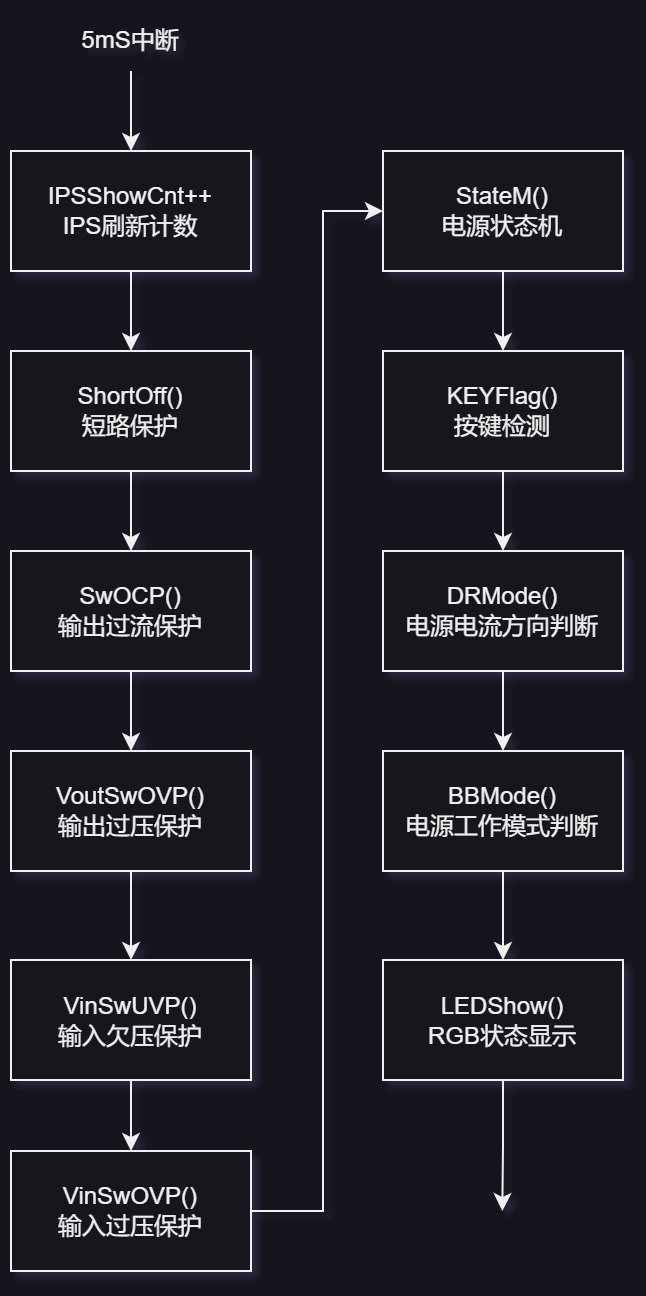 5mS中断
IPSShowCnt++
IPS刷新计数
ShortOff()
短路保护
SwOCP()
输出过流保护
VoutSwOVP()
输出过压保护
VinSwUVP()
输入欠压保护
VinSwOVP()
输入过压保护
StateM()
电源状态机
KEYFlag()
按键检测
DRMode()
电源电流方向判断
BBMode()
电源工作模式判断
LEDShow()
RGB状态显示